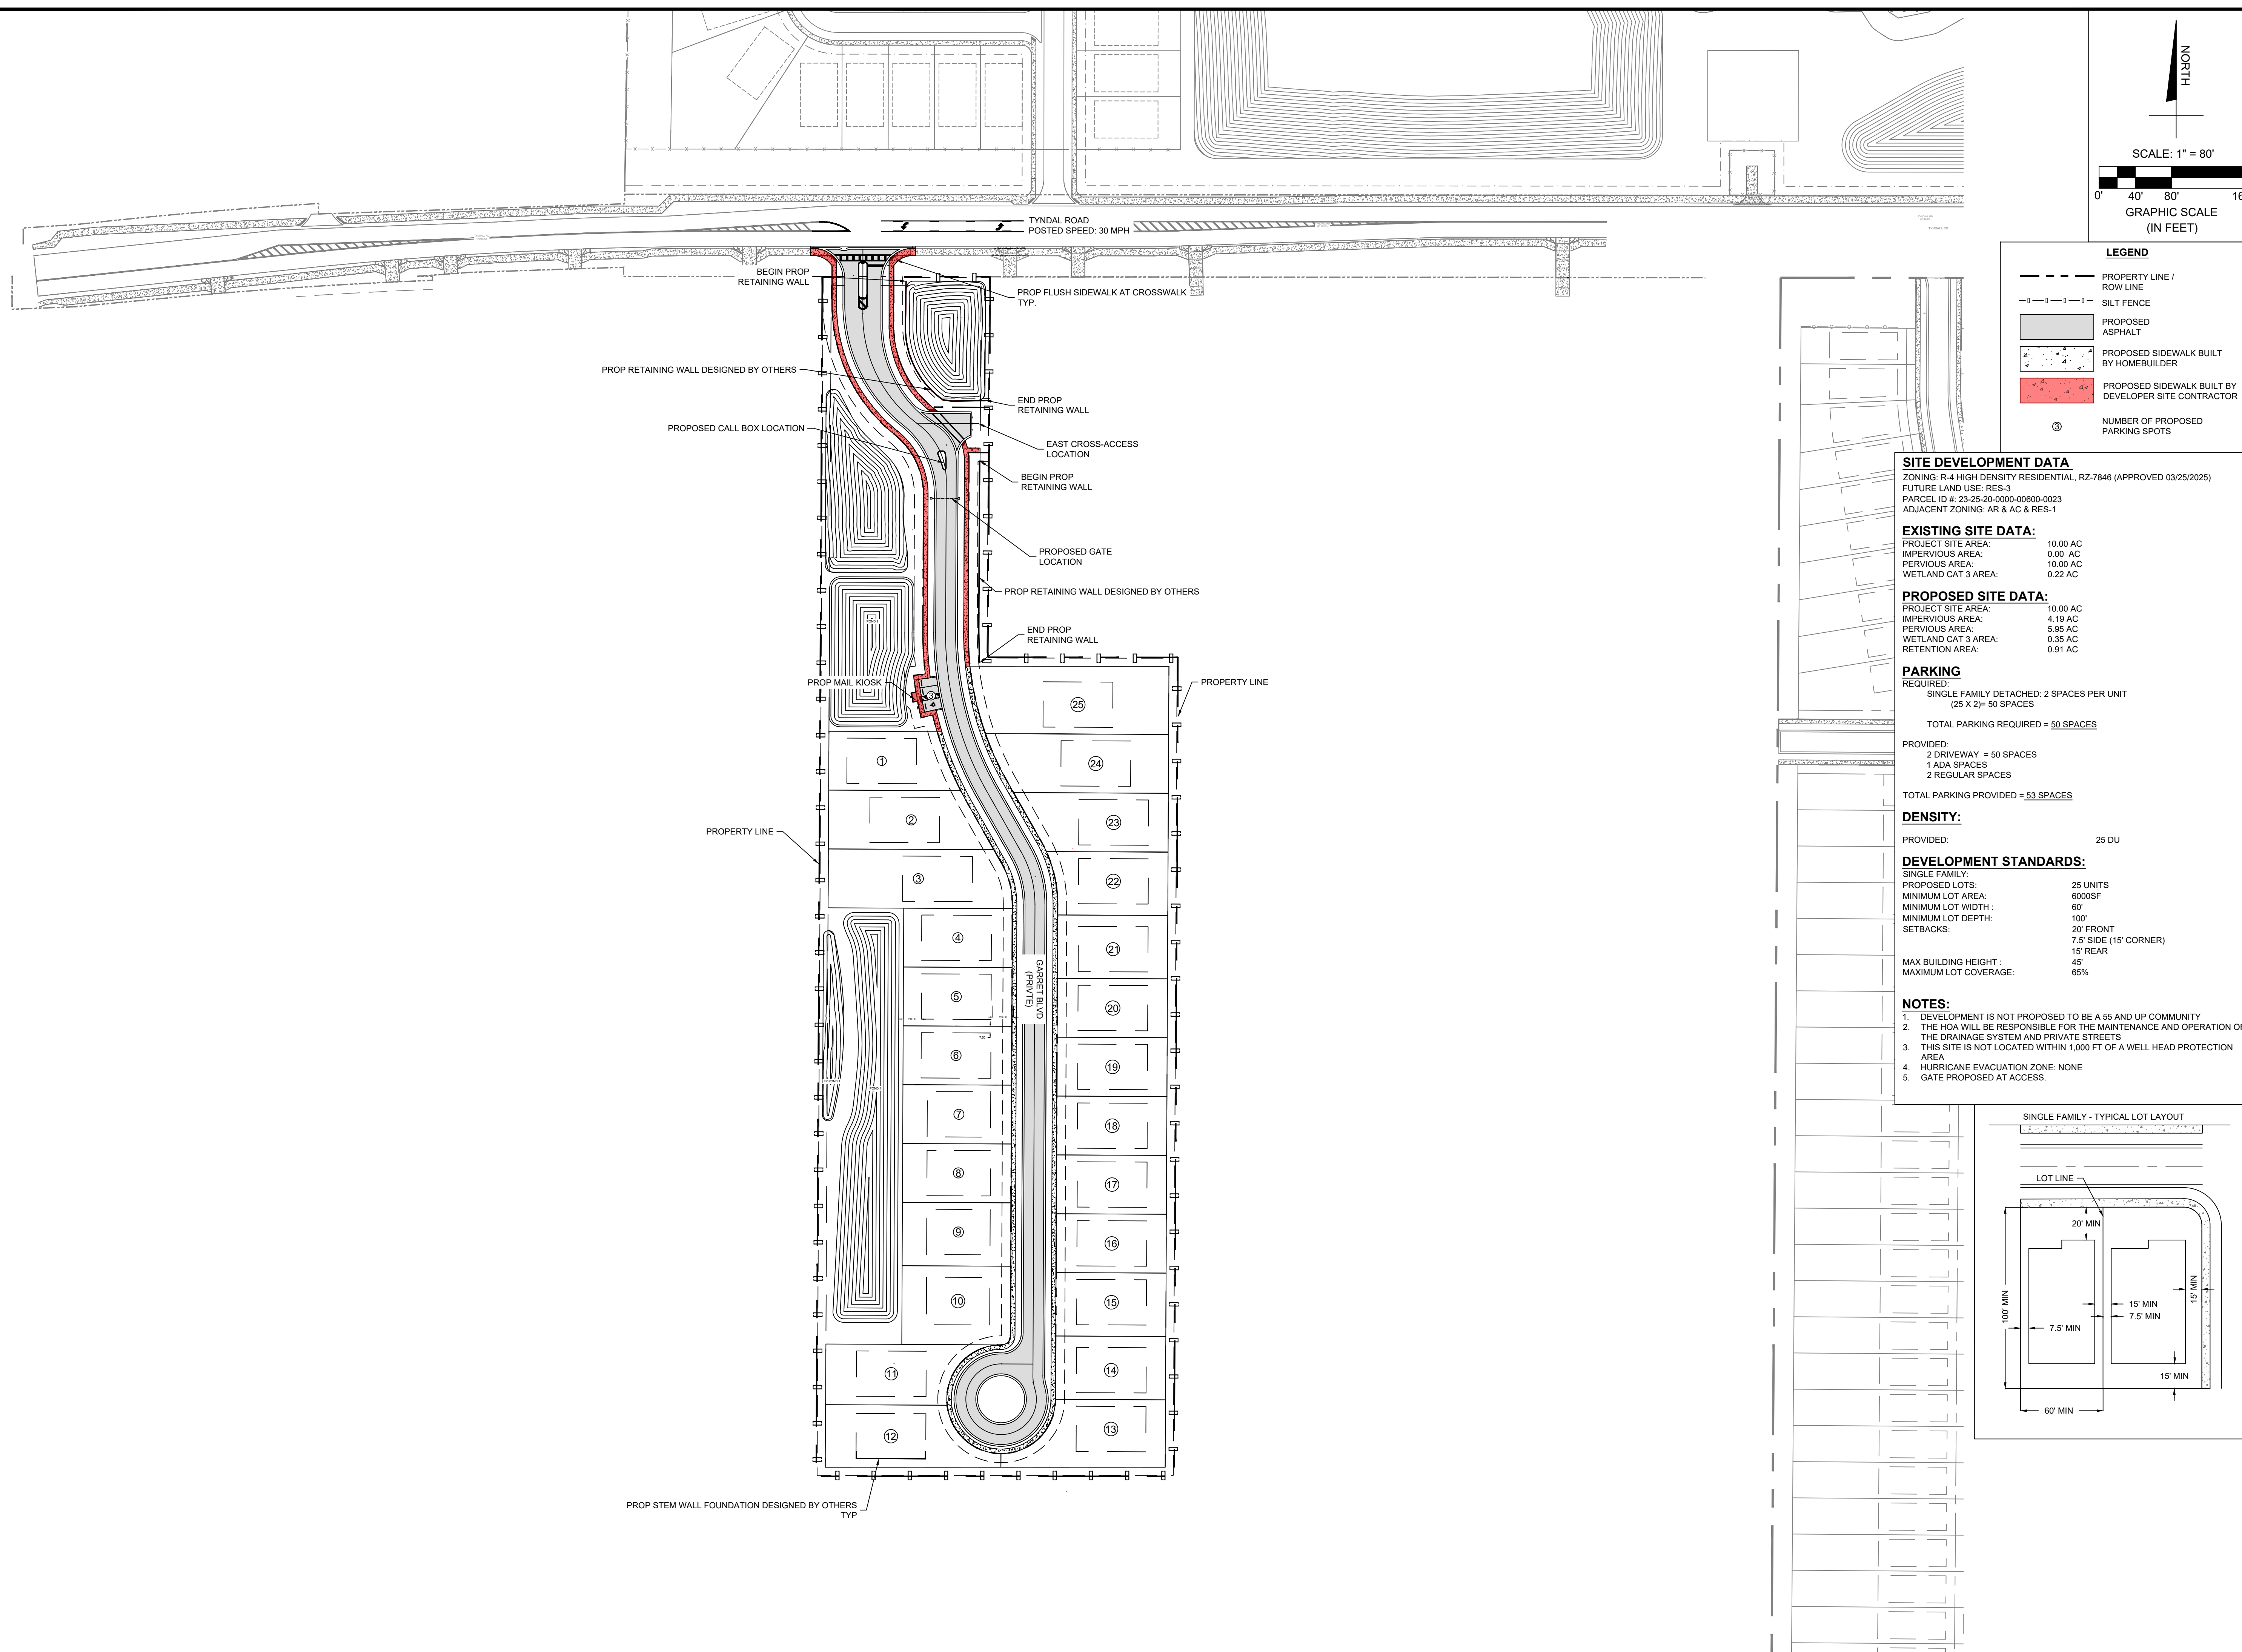 NORTH
SCALE: 1" = 80'
0' 40' 80' 16
GRAPHIC SCALE
(IN FEET)
LEGEND
PROPERTY LINE /
ROW LINE
SILT FENCE
PROPOSED
ASPHALT
PROPOSED SIDEWALK BUILT
BY HOMEBUILDER
PROPOSED SIDEWALK BUILT BY
DEVELOPER SITE CONTRACTOR
3
NUMBER OF PROPOSED
PARKING SPOTS
TYNDAL ROAD
POSTED SPEED: 30 MPH
BEGIN PROP
RETAINING WALL
PROP FLUSH SIDEWALK AT CROSSWALK
TYP.
PROP RETAINING WALL DESIGNED BY OTHERS
END PROP
RETAINING WALL
PROPOSED CALL BOX LOCATION
EAST CROSS-ACCESS
LOCATION
BEGIN PROP
RETAINING WALL
PROPOSED GATE
LOCATION
PROP RETAINING WALL DESIGNED BY OTHERS
POND 2
END PROP
RETAINING WALL
PROP MAIL KIOSK
3
PROPERTY LINE
25
1
24
2
23
PROPERTY LINE
3
22
4
21
GARRET BLVD
(PRIVTE)
5
20
6
19
7
18
8
17
9
16
10
15
11
14
12
13
PROP STEM WALL FOUNDATION DESIGNED BY OTHERS
TYP
SITE DEVELOPMENT DATA
ZONING: R-4 HIGH DENSITY RESIDENTIAL, RZ-7846 (APPROVED 03/25/2025)
FUTURE LAND USE: RES-3
PARCEL ID #: 23-25-20-0000-00600-0023
ADJACENT ZONING: AR & AC & RES-1
EXISTING SITE DATA:
PROJECT SITE AREA: 10.00 AC
IMPERVIOUS AREA: 0.00 AC
PERVIOUS AREA: 10.00 AC
WETLAND CAT 3 AREA: 0.22 AC
PROPOSED SITE DATA:
PROJECT SITE AREA: 10.00 AC
IMPERVIOUS AREA: 4.19 AC
PERVIOUS AREA: 5.95 AC
WETLAND CAT 3 AREA: 0.35 AC
RETENTION AREA: 0.91 AC
PARKING
REQUIRED:
SINGLE FAMILY DETACHED: 2 SPACES PER UNIT
(25 X 2)= 50 SPACES
TOTAL PARKING REQUIRED = 50 SPACES
PROVIDED:
2 DRIVEWAY = 50 SPACES
1 ADA SPACES
2 REGULAR SPACES
TOTAL PARKING PROVIDED = 53 SPACES
DENSITY:
PROVIDED: 25 DU
DEVELOPMENT STANDARDS:
SINGLE FAMILY:
PROPOSED LOTS: 25 UNITS
MINIMUM LOT AREA: 6000SF
MINIMUM LOT WIDTH : 60'
MINIMUM LOT DEPTH: 100'
SETBACKS: 20' FRONT
7.5' SIDE (15' CORNER)
15' REAR
MAX BUILDING HEIGHT : 45'
MAXIMUM LOT COVERAGE: 65%
NOTES:
1. DEVELOPMENT IS NOT PROPOSED TO BE A 55 AND UP COMMUNITY
2. THE HOA WILL BE RESPONSIBLE FOR THE MAINTENANCE AND OPERATION OF
THE DRAINAGE SYSTEM AND PRIVATE STREETS
3. THIS SITE IS NOT LOCATED WITHIN 1,000 FT OF A WELL HEAD PROTECTION
AREA
4. HURRICANE EVACUATION ZONE: NONE
5. GATE PROPOSED AT ACCESS.
SINGLE FAMILY - TYPICAL LOT LAYOUT
LOT LINE
20' MIN
100' MIN
15' MIN
15' MIN
7.5' MIN
7.5' MIN
15' MIN
60' MIN